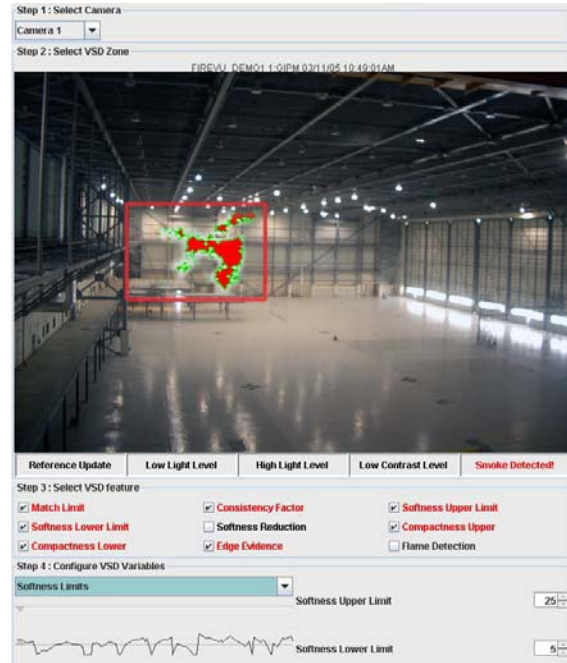 Step 1 : Select Camera
Camera 1
Step 2 : Select VSD Zone
FIREVU_DEMO1 1:GIPM 03/11/05 10:49:01AM
Reference Update Low Light Level High Light Level Low Contrast Level Smoke Detected!
Step 3 : Select VSD feature
Match Limit Consistency Factor Softness Upper Limit
Softness Lower Limit Softness Reduction Compactness Upper
Compactness Lower Edge Evidence Flame Detection
Step 4 : Configure VSD Variables
Softness Limits
Softness Upper Limit 25
Softness Lower Limit 5